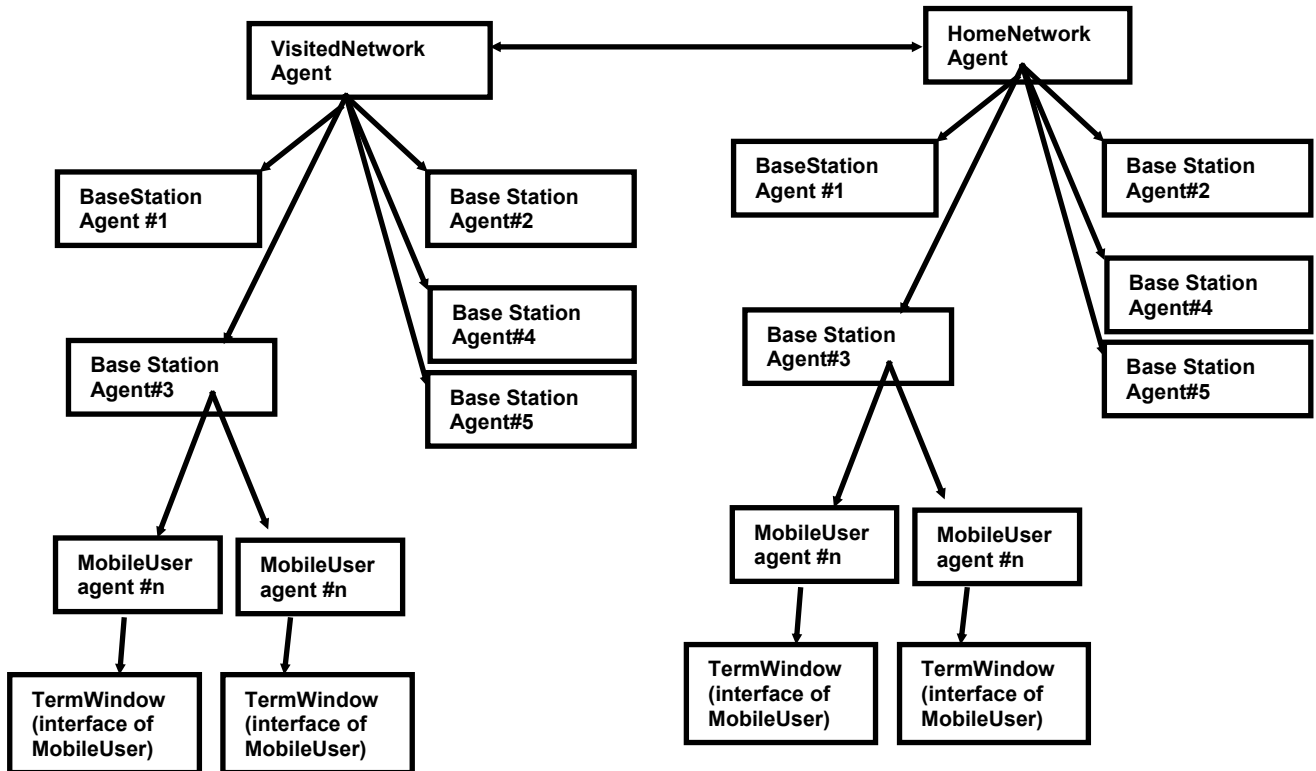 VisitedNetwork
Agent
HomeNetwork
Agent
BaseStation
Agent #1
Base Station
Agent#2
BaseStation
Agent #1
Base Station
Agent#2
Base Station
Agent#4
Base Station
Agent#4
Base Station
Agent#3
Base Station
Agent#5
Base Station
Agent#3
Base Station
Agent#5
MobileUser
agent #n
MobileUser
agent #n
MobileUser
agent #n
MobileUser
agent #n
TermWindow
(interface of
MobileUser)
TermWindow
(interface of
MobileUser)
TermWindow
(interface of
MobileUser)
TermWindow
(interface of
MobileUser)